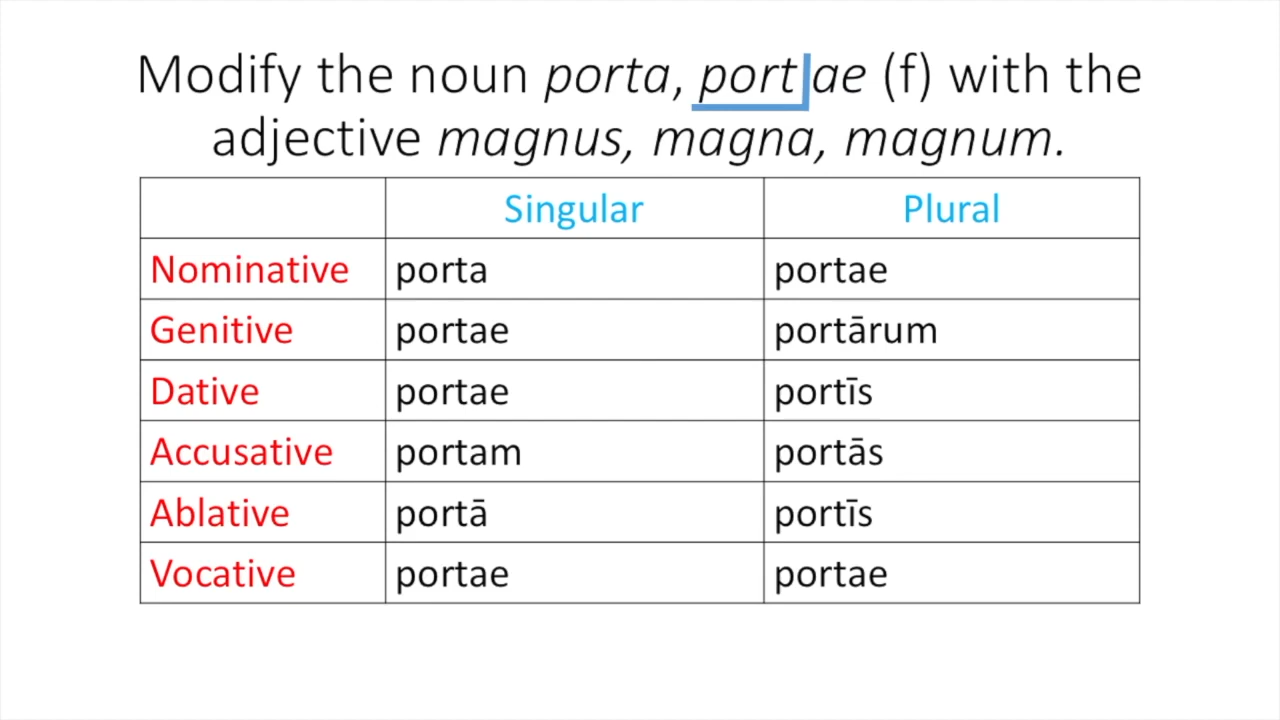 Modify the noun porta, portae (f) with the
adjective magnus, magna, magnum.
Singular Plural
Nominative porta portae
Genitive portae portārum
Dative portae portīs
Accusative portam portās
Ablative portā portīs
Vocative portae portae